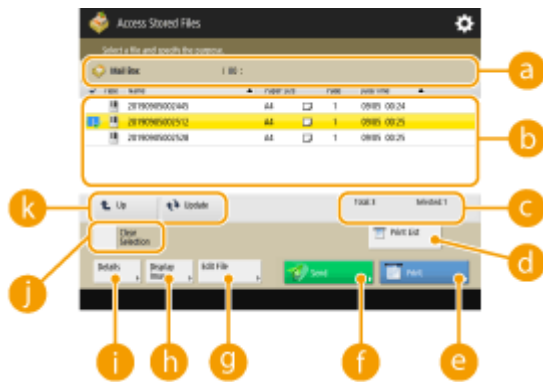 Access Stored Files
Select a file and specify the purpose.
Mail Box 00 :
a
Type Name Paper Size Page Date/Time
20190905002445 A4 1 09/05 00:24
20190905002512 A4 1 09/05 00:25
20190905002528 A4 1 09/05 00:25
b
k
Up
Update
Total: 3 Selected: 1
c
Clear
Selection
Print List
d
j
Details
Display
Edit File
Send
Print
i
h
g
f
e